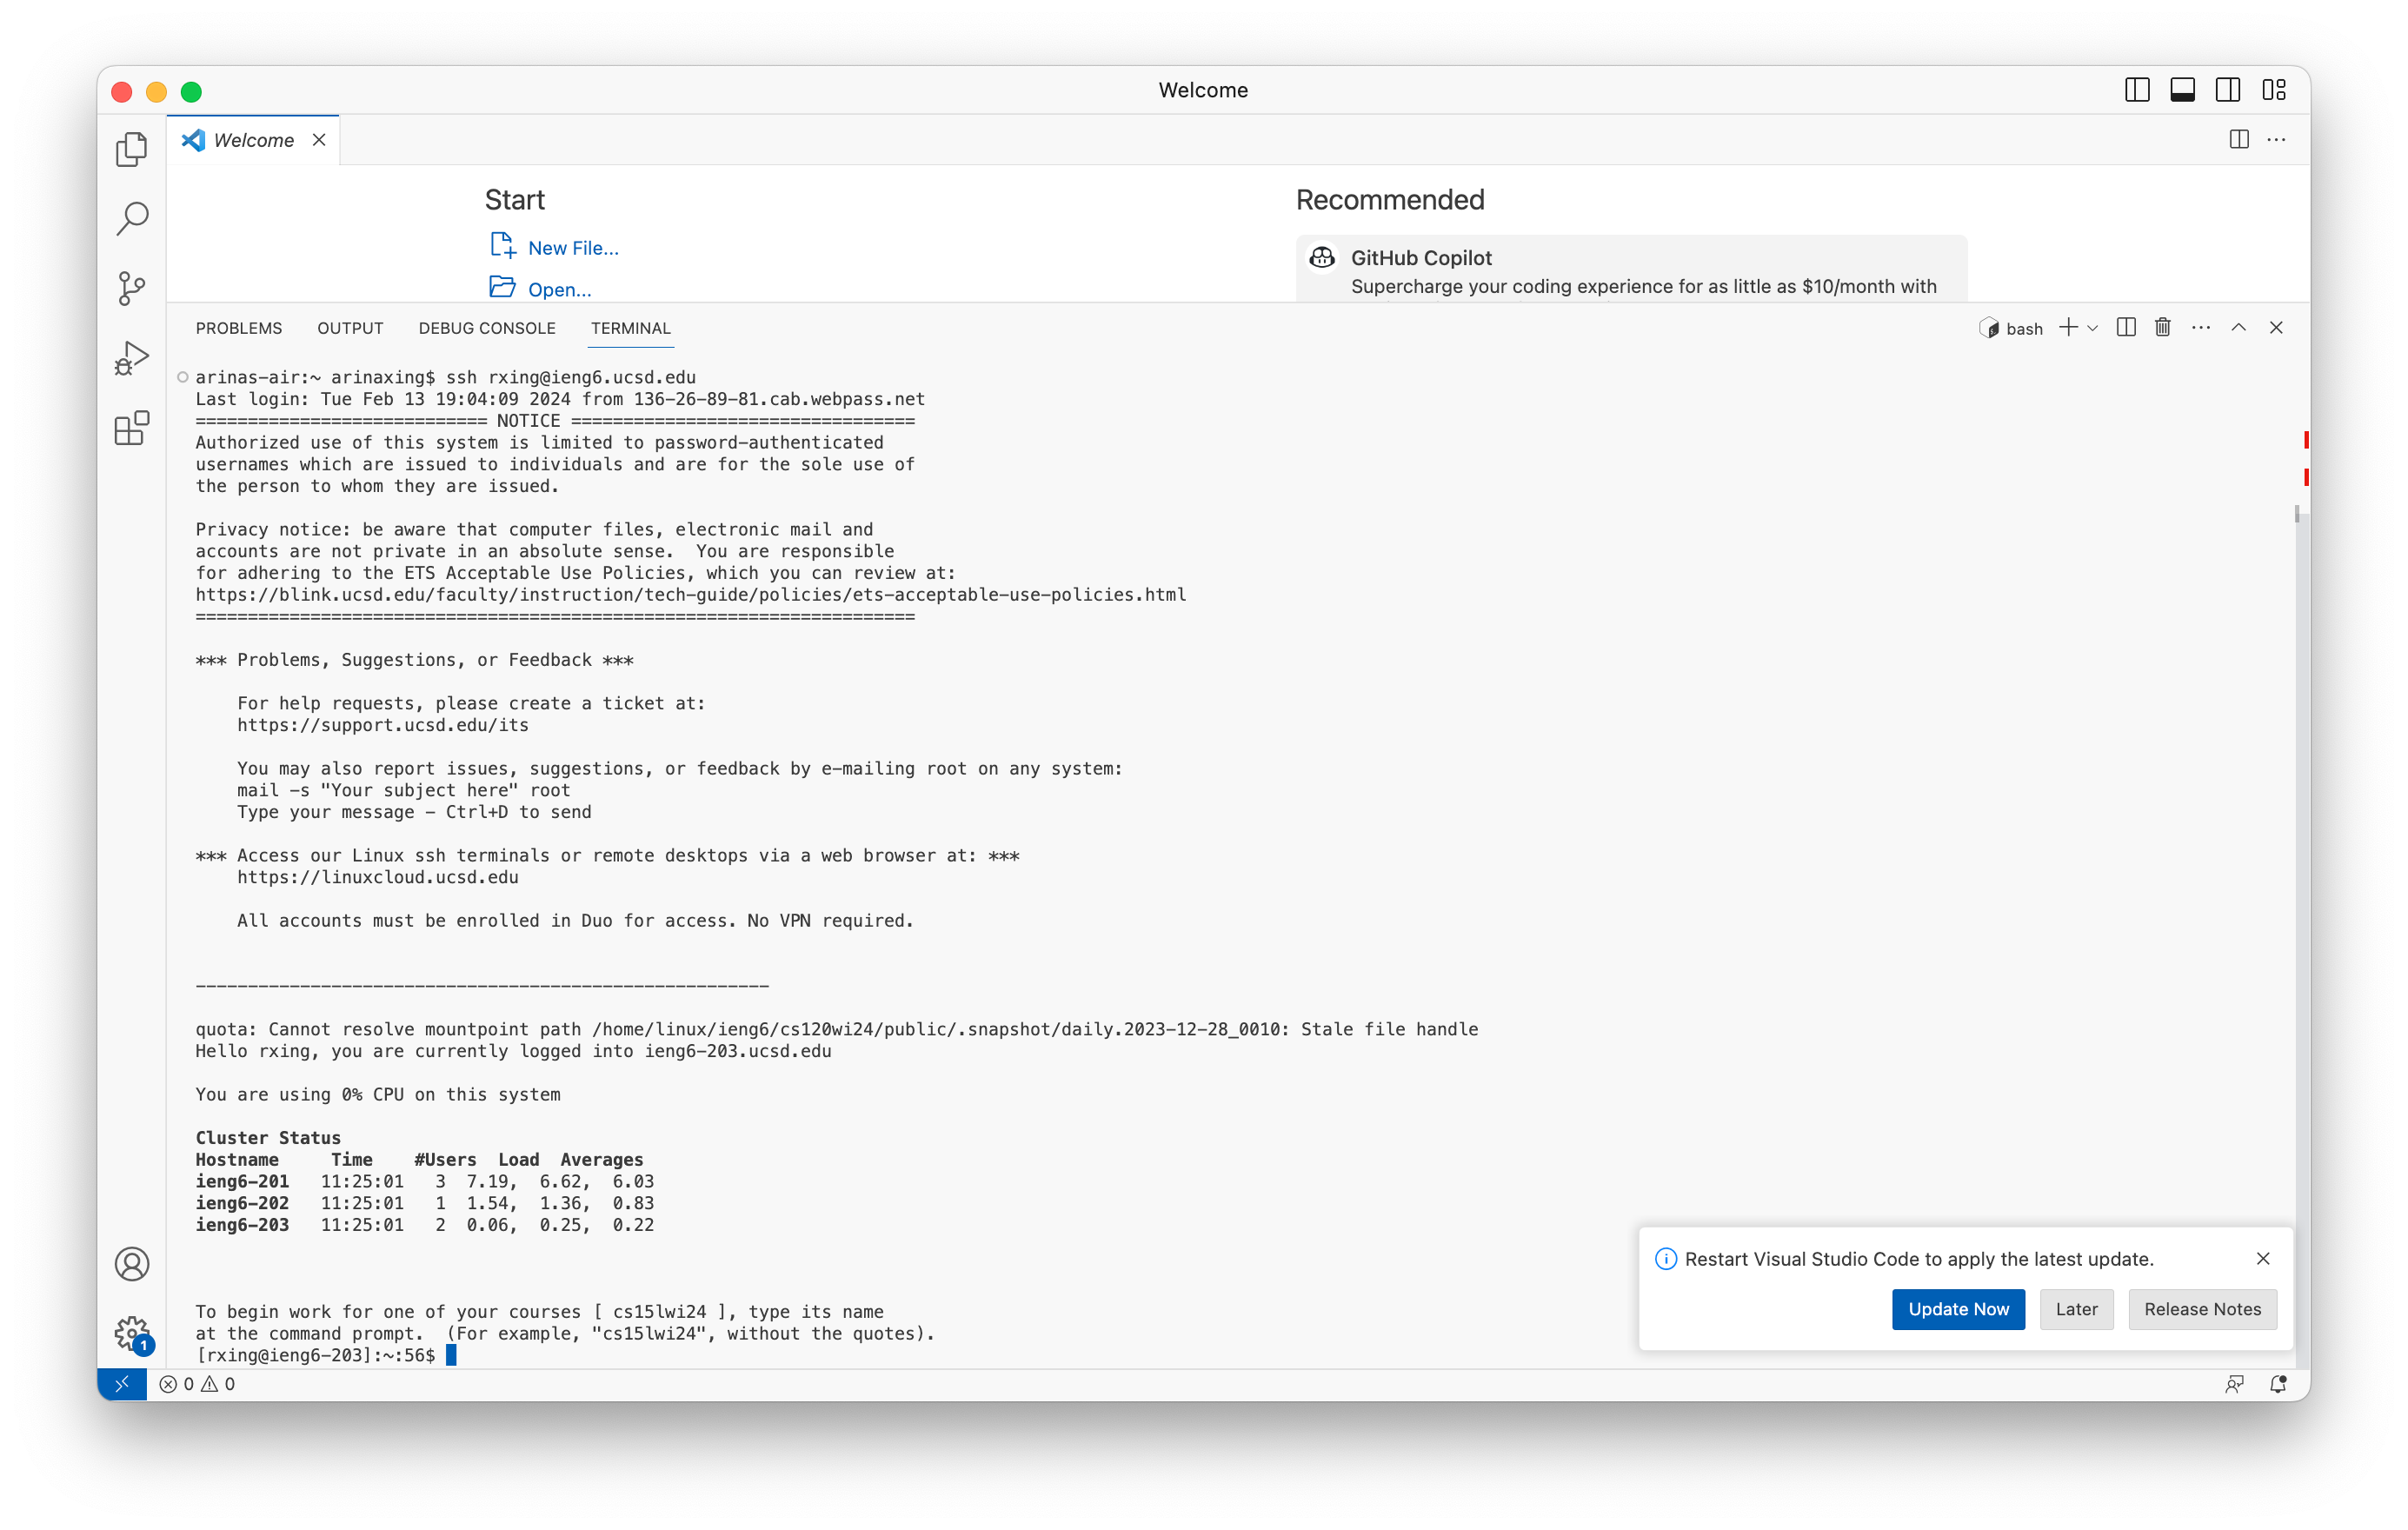 Welcome
Welcome
Start
New File...
Open...
Recommended
GitHub Copilot
Supercharge your coding experience for as little as $10/month with
PROBLEMS OUTPUT DEBUG CONSOLE TERMINAL
bash
arinas-air:~ arinaxing$ ssh rxing@ieng6.ucsd.edu
Last login: Tue Feb 13 19:04:09 2024 from 136-26-89-81.cab.webpass.net
============================ NOTICE =================================
Authorized use of this system is limited to password-authenticated
usernames which are issued to individuals and are for the sole use of
the person to whom they are issued.
Privacy notice: be aware that computer files, electronic mail and
accounts are not private in an absolute sense.  You are responsible
for adhering to the ETS Acceptable Use Policies, which you can review at:
https://blink.ucsd.edu/faculty/instruction/tech-guide/policies/ets-acceptable-use-policies.html
=====================================================================
*** Problems, Suggestions, or Feedback ***
For help requests, please create a ticket at:
https://support.ucsd.edu/its
You may also report issues, suggestions, or feedback by e-mailing root on any system:
mail -s "Your subject here" root
Type your message - Ctrl+D to send
*** Access our Linux ssh terminals or remote desktops via a web browser at: ***
https://linuxcloud.ucsd.edu
All accounts must be enrolled in Duo for access. No VPN required.
-------------------------------------------------------
quota: Cannot resolve mountpoint path /home/linux/ieng6/cs120wi24/public/.snapshot/daily.2023-12-28_0010: Stale file handle
Hello rxing, you are currently logged into ieng6-203.ucsd.edu
You are using 0% CPU on this system
Cluster Status
Hostname     Time    #Users  Load  Averages
ieng6-201   11:25:01   3  7.19,  6.62,  6.03
ieng6-202   11:25:01   1  1.54,  1.36,  0.83
ieng6-203   11:25:01   2  0.06,  0.25,  0.22
To begin work for one of your courses [ cs15lwi24 ], type its name
at the command prompt.  (For example, "cs15lwi24", without the quotes).
[rxing@ieng6-203]:~:56$
Restart Visual Studio Code to apply the latest update.
Update Now Later Release Notes
1
0 0